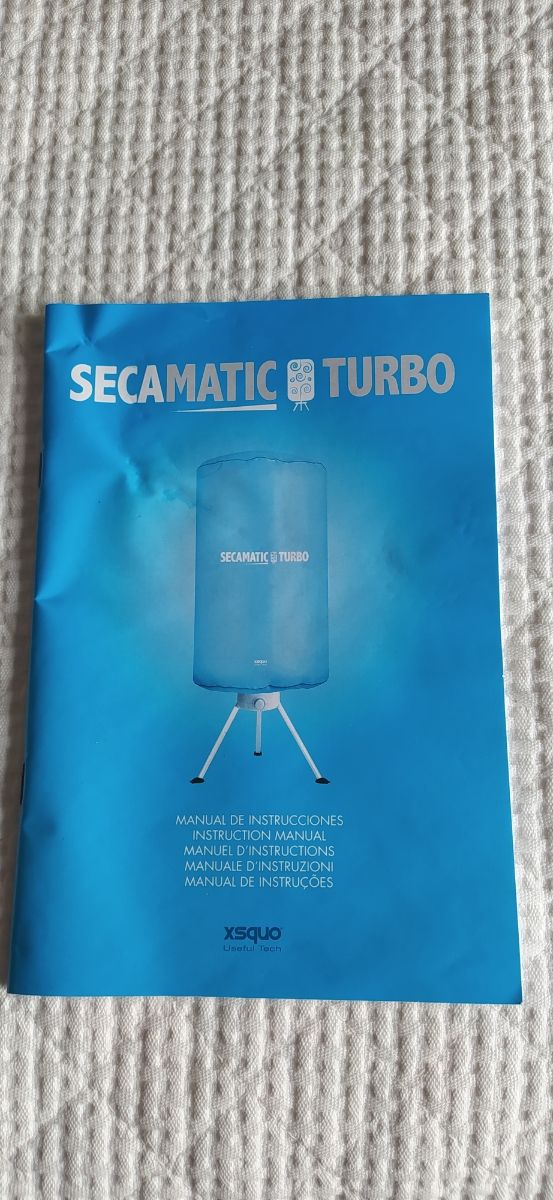 SECAMATIC TURBO
SECAMATIC TURBO
xsquo
MANUAL DE INSTRUCCIONES
INSTRUCTION MANUAL
MANUEL D'INSTRUCTIONS
MANUALE D'INSTRUZIONI
MANUAL DE INSTRUÇÕES
xsquo®
Useful Tech